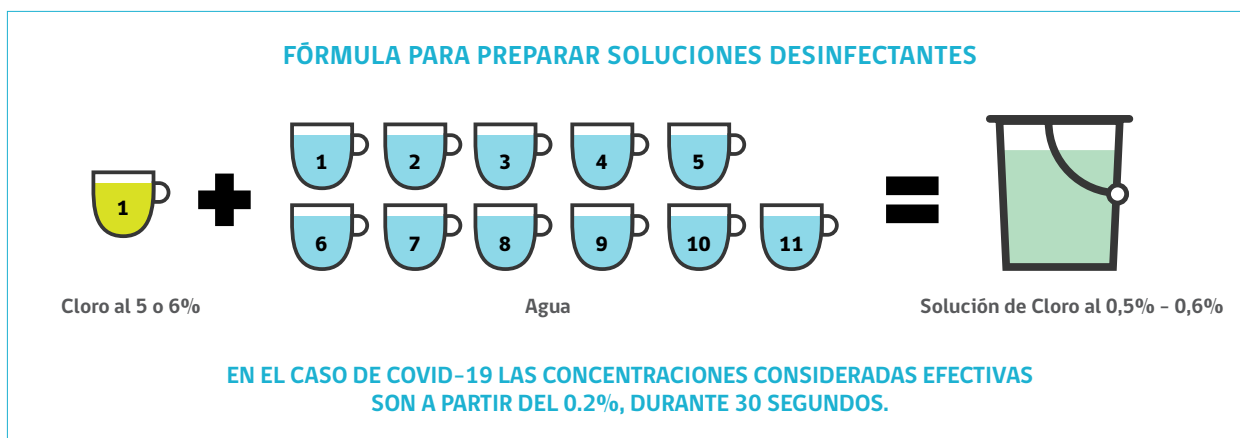 FÓRMULA PARA PREPARAR SOLUCIONES DESINFECTANTES
1 2 3 4 5
1
6 7 8 9 10 11
Cloro al 5 o 6%
Agua
Solución de Cloro al 0,5% - 0,6%
EN EL CASO DE COVID-19 LAS CONCENTRACIONES CONSIDERADAS EFECTIVAS
SON A PARTIR DEL 0.2%, DURANTE 30 SEGUNDOS.